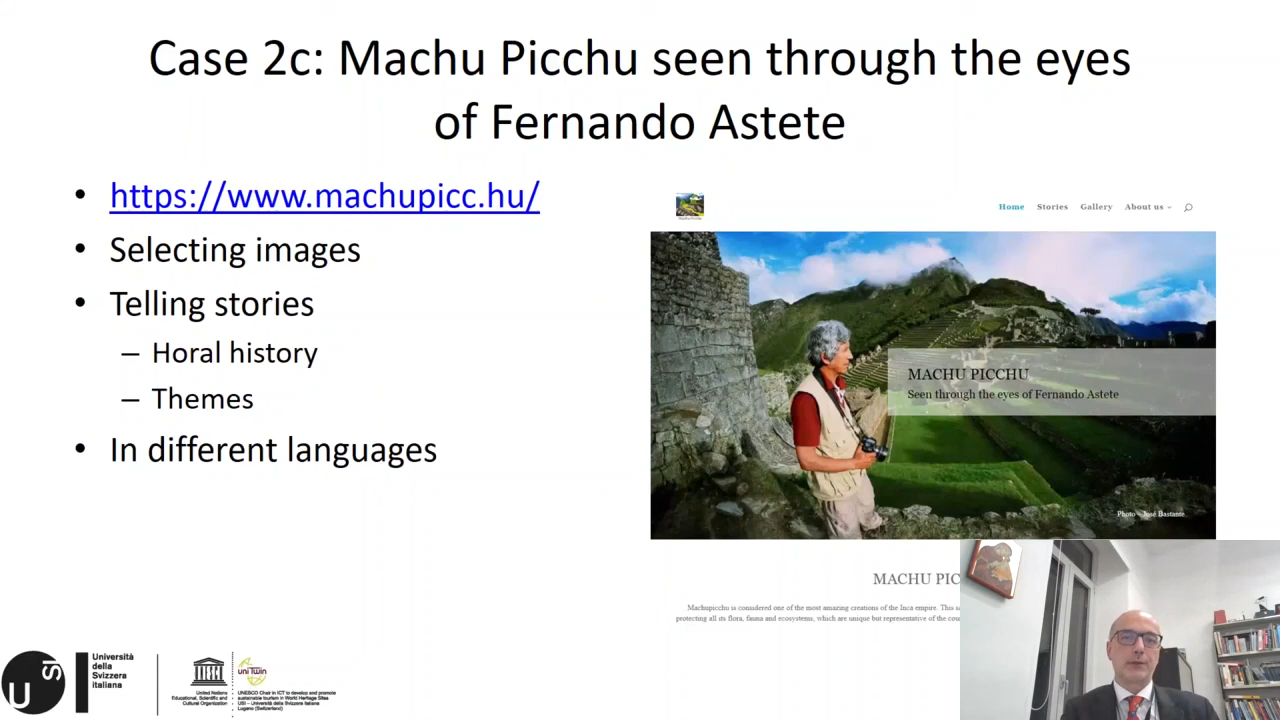 Case 2c: Machu Picchu seen through the eyes
of Fernando Astete
• https://www.machupicc.hu/
• Selecting images
• Telling stories
– Horal history
– Themes
• In different languages
Home Stories Gallery About us
MACHU PICCHU
Seen through the eyes of Fernando Astete
Photo - José Bastante
MACHU PIC
Machupicchu is considered one of the most amazing creations of the Inca empire. This
protecting all its flora, fauna and ecosystems, which are unique but representative of the
USI
Università
della
Svizzera
italiana
United Nations
Educational, Scientific and
Cultural Organization
uniTwin
UNESCO Chair in ICT to develop and promote
sustainable tourism in World Heritage Sites
USI - Università della Svizzera italiana
Lugano (Switzerland)